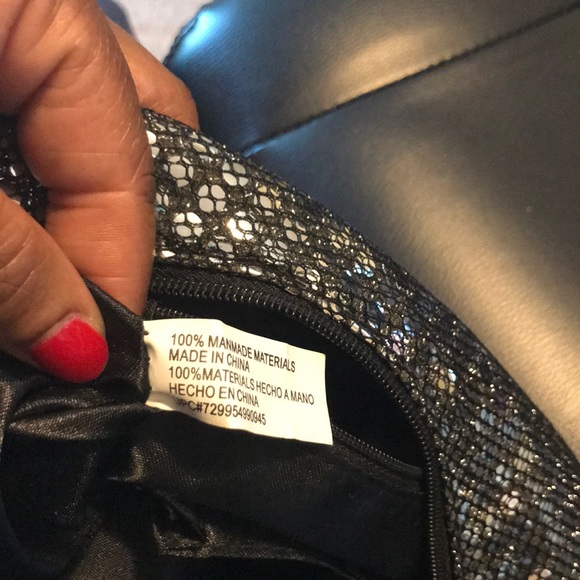 100% MANMADE MATERIALS
MADE IN CHINA
100%MATERIALS HECHO A MANO
HECHO EN CHINA
PC#729954990945